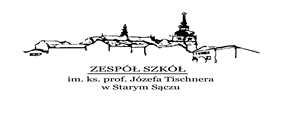 ZESPÓŁ SZKÓŁ
im. ks. prof. Józefa Tischnera
w Starym Sączu